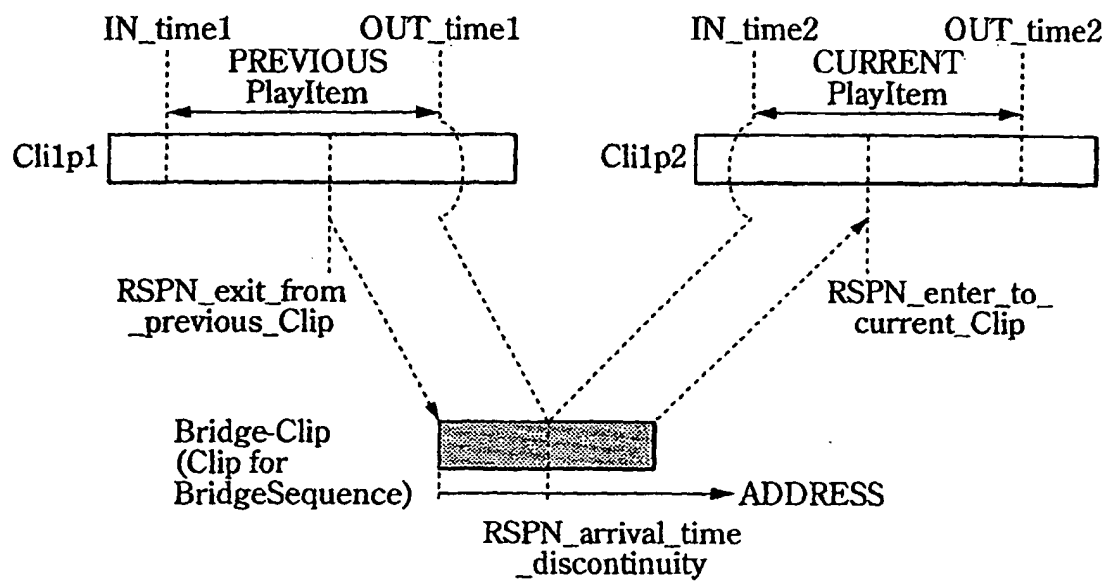 IN_time1
OUT_time1
IN_time2
OUT_time2
PREVIOUS
PlayItem
CURRENT
PlayItem
Cli1p1
Cli1p2
RSPN_exit_from
_previous_Clip
RSPN_enter_to_
current_Clip
Bridge-Clip
(Clip for
BridgeSequence)
ADDRESS
RSPN_arrival_time
_discontinuity